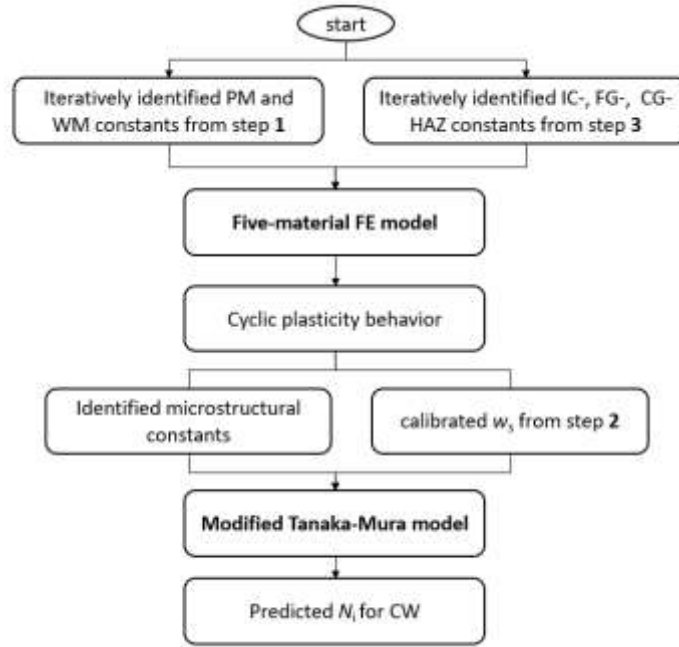 start
Iteratively identified PM and
WM constants from step 1
Iteratively identified IC-, FG-, CG-
HAZ constants from step 3
Five-material FE model
Cyclic plasticity behavior
Identified microstructural
constants
calibrated ws from step 2
Modified Tanaka-Mura model
Predicted Ni for CW